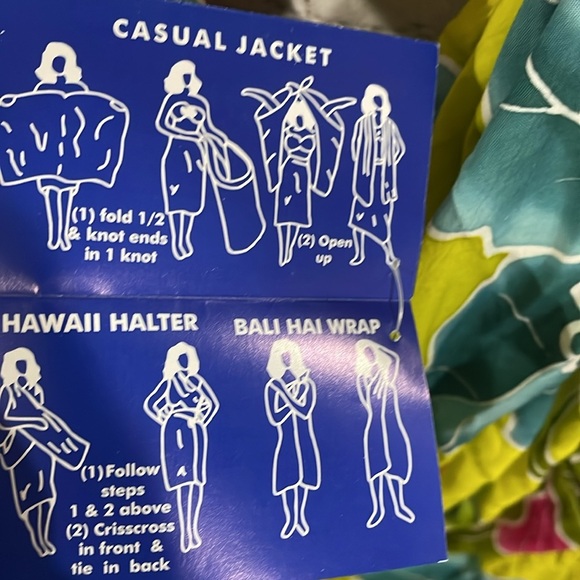 CASUAL JACKET
(1) fold 1/2
& knot ends
in 1 knot
(2) Open
up
HAWAII HALTER
(1) Follow
steps
1 & 2 above
(2) Crisscross
in front &
tie in back
BALI HAI WRAP